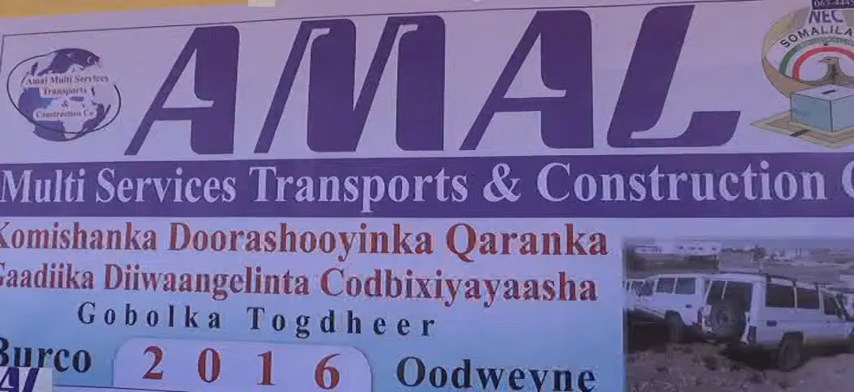 AMAL
Amal Multi Services
Transports
&
Construction Co
NEC
SOMALILA
Multi Services Transports & Construction C
Komishanka Doorashooyinka Qaranka
Gaadiika Diiwaangelinta Codbixiyayaasha
Gobolka Togdheer
Burco 2016 Oodweyne